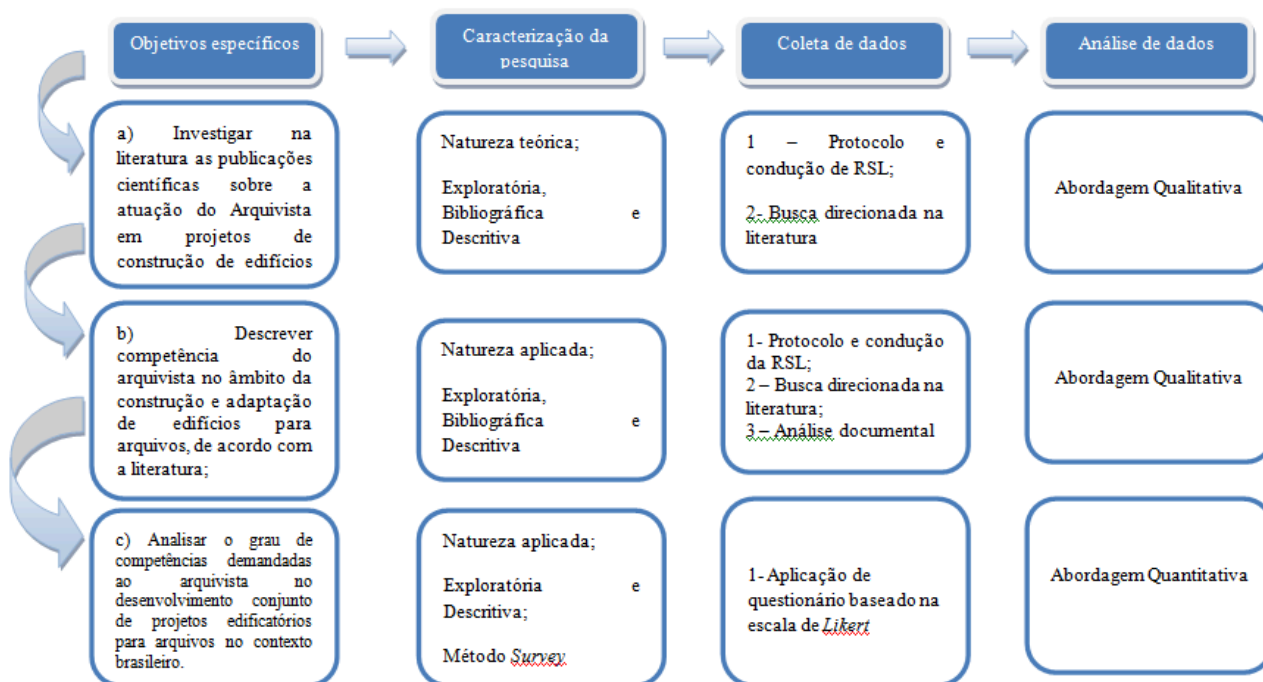 Objetivos específicos
Caracterização da
pesquisa
Coleta de dados
Análise de dados
a) Investigar na
literatura as publicações
científicas sobre a
atuação do Arquivista
em projetos de
construção de edifícios
Natureza teórica;
Exploratória,
Bibliográfica e
Descritiva
1 – Protocolo e
condução de RSL;
2- Busca direcionada na
literatura
Abordagem Qualitativa
b) Descrever
competência do
arquivista no âmbito da
construção e adaptação
de edifícios para
arquivos, de acordo com
a literatura;
Natureza aplicada;
Exploratória,
Bibliográfica e
Descritiva
1- Protocolo e condução
da RSL;
2 – Busca direcionada na
literatura;
3 – Análise documental
Abordagem Qualitativa
c) Analisar o grau de
competências demandadas
ao arquivista no
desenvolvimento conjunto
de projetos edificatórios
para arquivos no contexto
brasileiro.
Natureza aplicada;
Exploratória e
Descritiva;
Método Survey
1- Aplicação de
questionário baseado na
escala de Likert
Abordagem Quantitativa